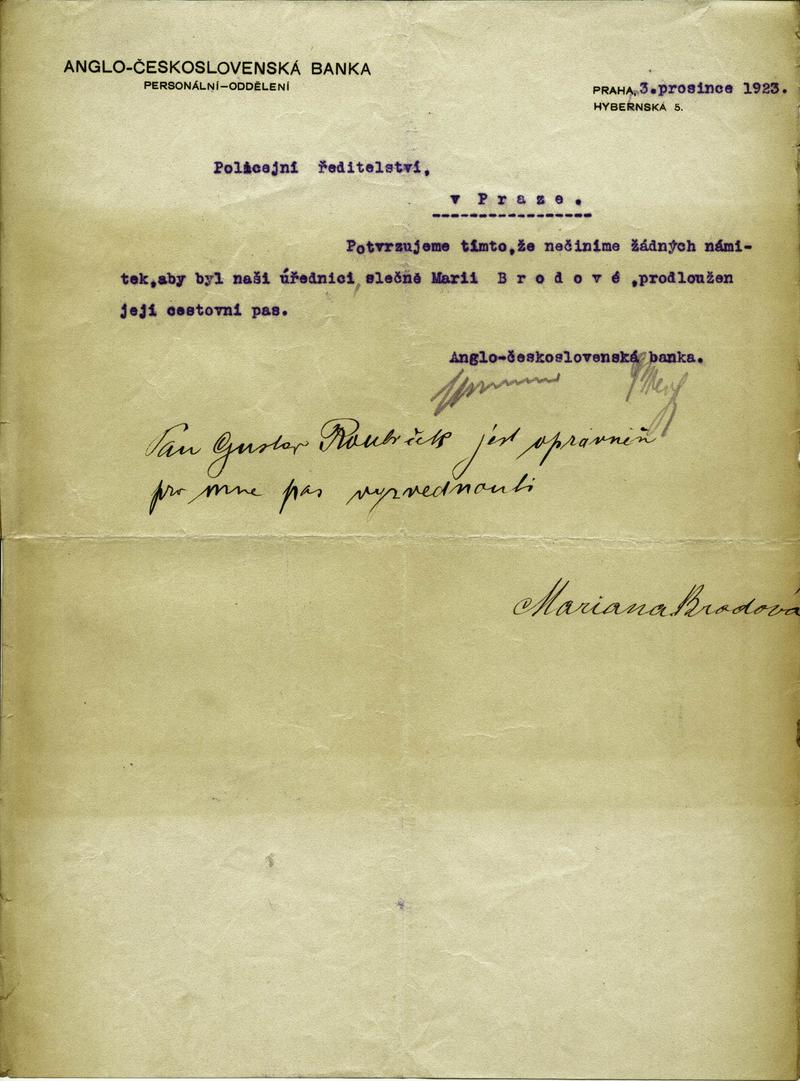 ANGLO-ČESKOSLOVENSKÁ BANKA
PERSONÁLNÍ-ODDĚLENÍ
PRAHA, 3.prosince 1923.
HYBERNSKÁ 5.
Policejní ředitelství,
v Praze.
Potvrzujeme tímto,že nečiníme žádných námi-
tek,aby byl naší úřednici, slečně Marii Brodové ,prodloužen
její cestovní pas.
Anglo-československá banka.
Pan Gustav Roubíček jest oprávněn
pro mne pas vyzvednouti
Mariana Brodová